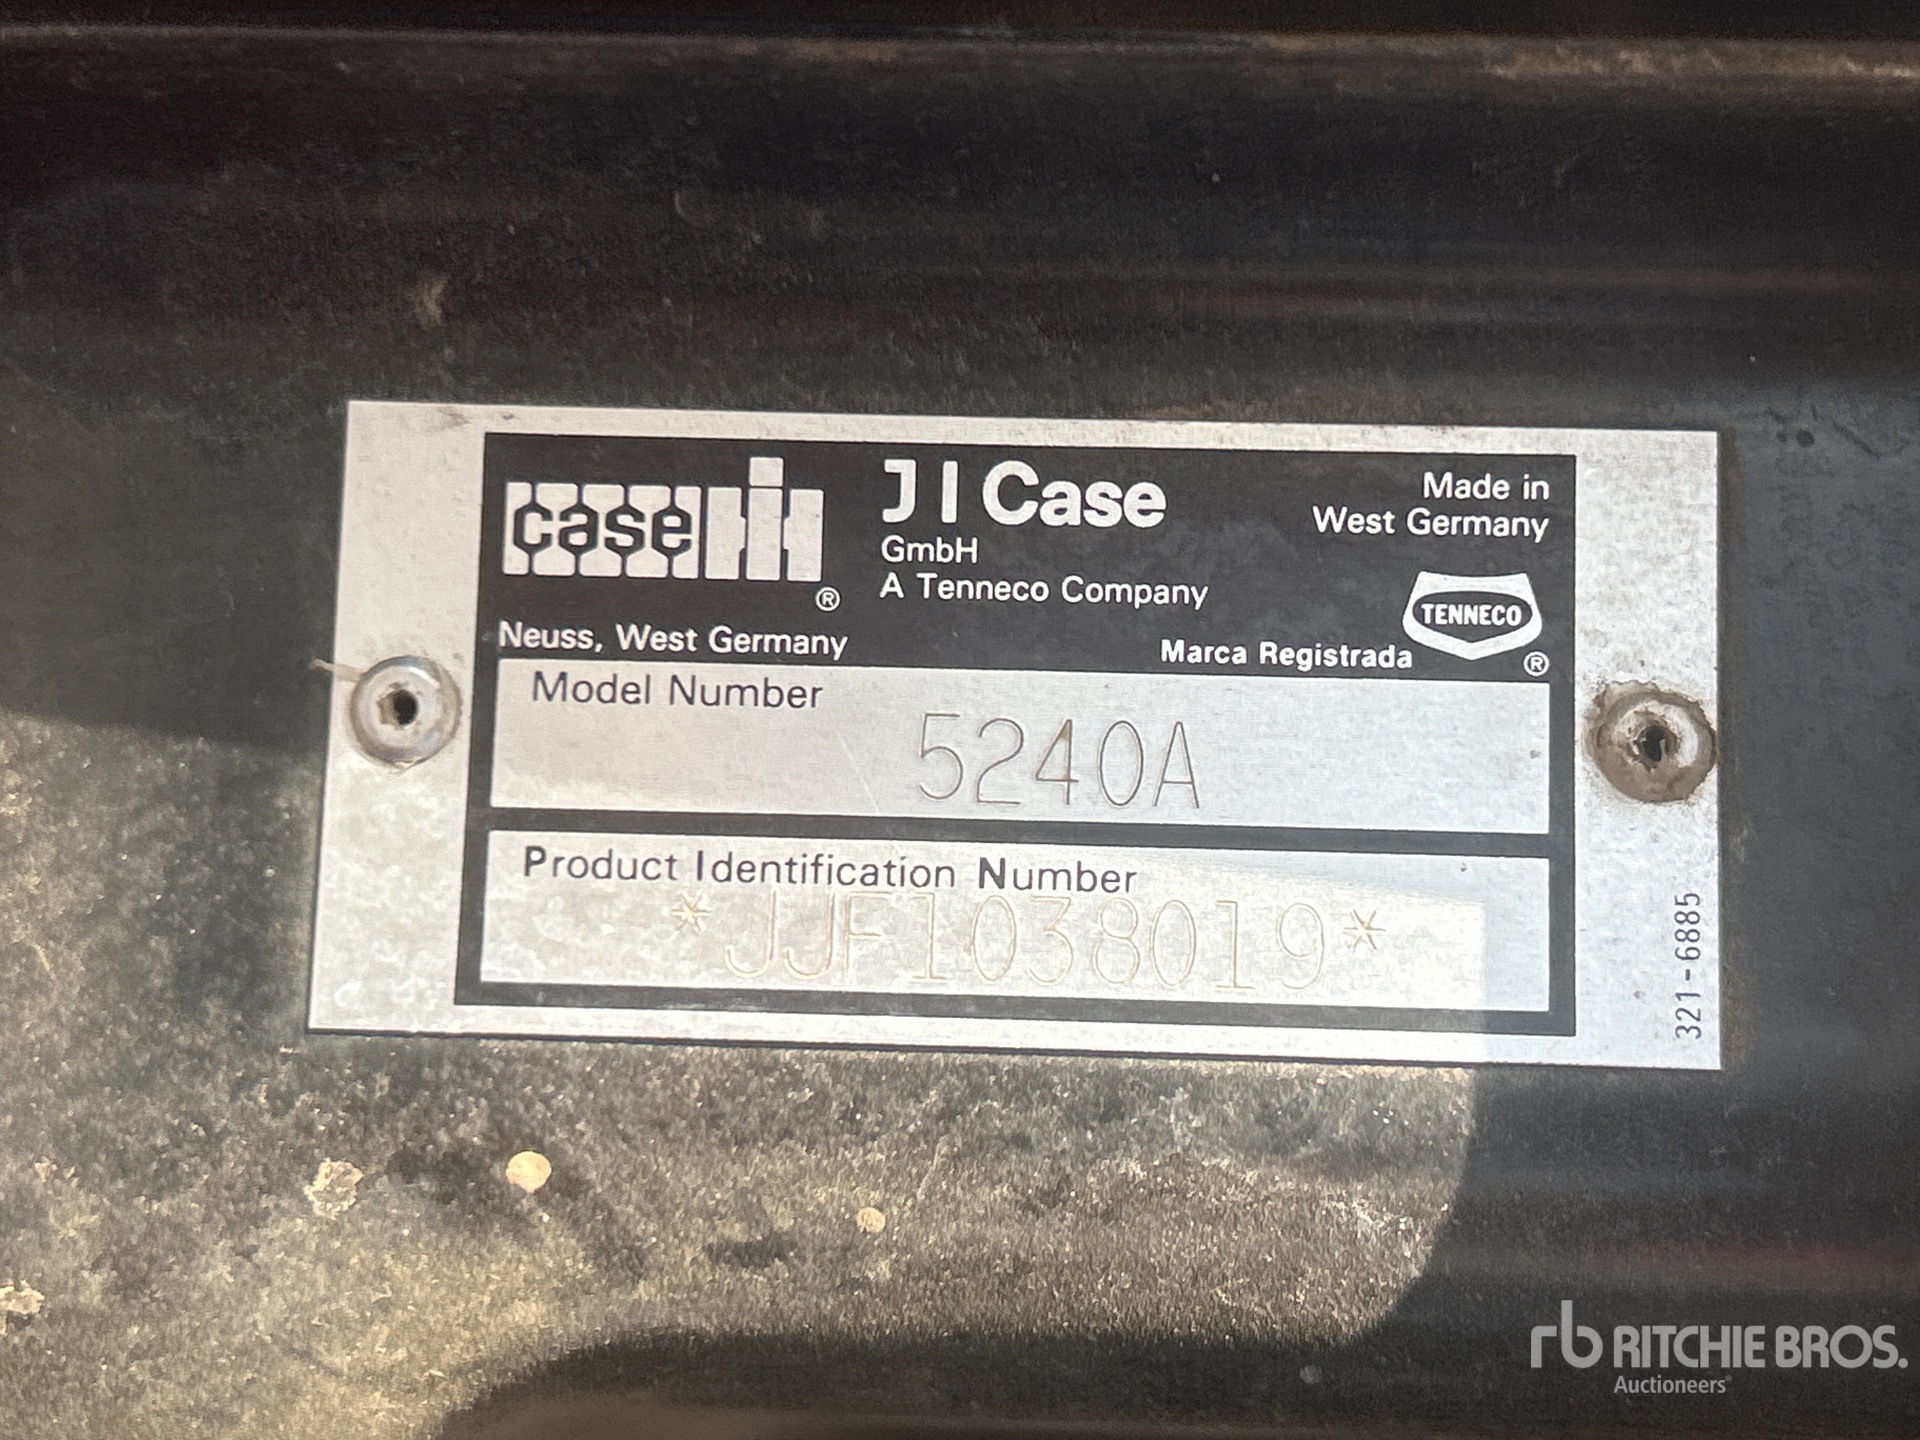 case IH ®
J I Case
GmbH
A Tenneco Company
Made in
West Germany
TENNECO
®
Neuss, West Germany
Marca Registrada
Model Number
5240A
Product Identification Number
*JJF1038019*
321-6885
rb RITCHIE BROS.
Auctioneers